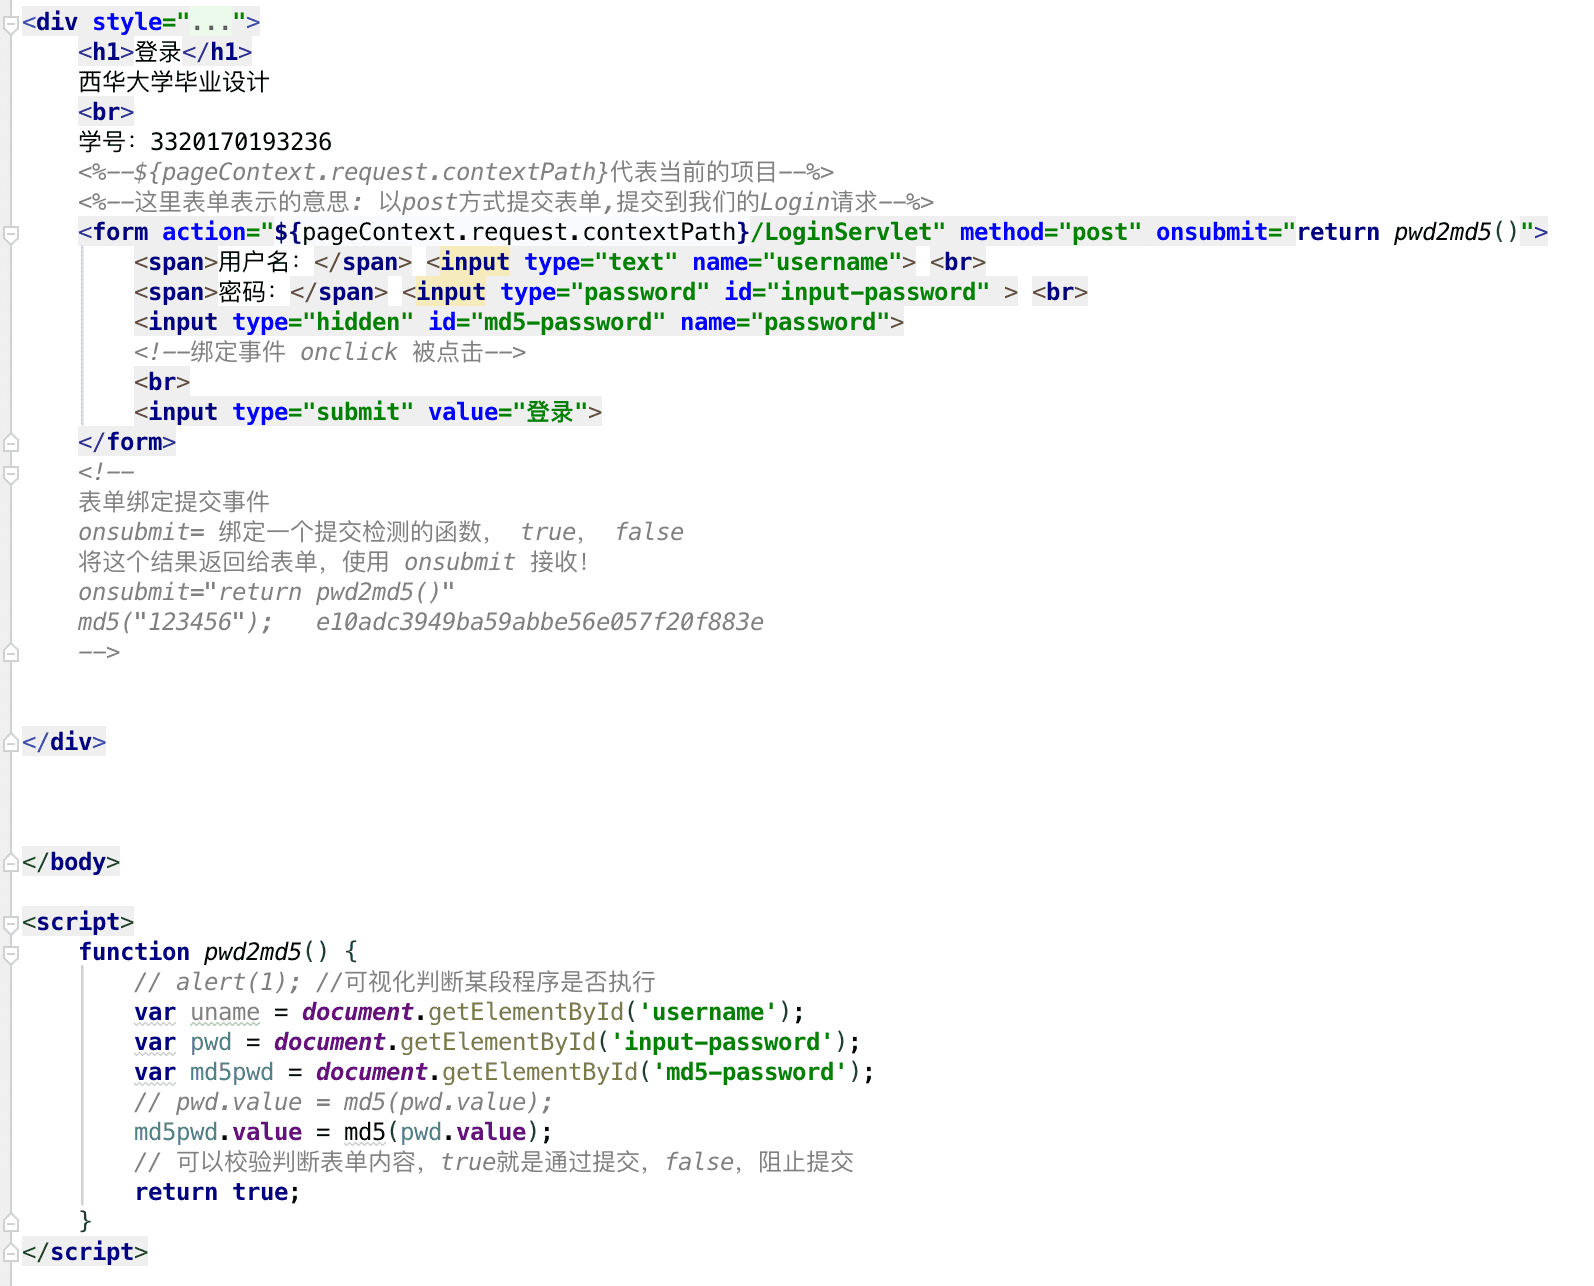 <div style="...">
    <h1>登录</h1>
    西华大学毕业设计
    <br>
    学号：3320170193236
    <%--${pageContext.request.contextPath}代表当前的项目--%>
    <%--这里表单表示的意思: 以post方式提交表单,提交到我们的Login请求--%>
    <form action="${pageContext.request.contextPath}/LoginServlet" method="post" onsubmit="return pwd2md5()">
        <span>用户名：</span> <input type="text" name="username"> <br>
        <span>密码：</span> <input type="password" id="input-password" > <br>
        <input type="hidden" id="md5-password" name="password">
        <!--绑定事件 onclick 被点击-->
        <br>
        <input type="submit" value="登录">
    </form>
    <!--
    表单绑定提交事件
    onsubmit= 绑定一个提交检测的函数， true， false
    将这个结果返回给表单，使用 onsubmit 接收！
    onsubmit="return pwd2md5()"
    md5("123456");   e10adc3949ba59abbe56e057f20f883e
    -->
</div>
</body>
<script>
    function pwd2md5() {
        // alert(1); //可视化判断某段程序是否执行
        var uname = document.getElementById('username');
        var pwd = document.getElementById('input-password');
        var md5pwd = document.getElementById('md5-password');
        // pwd.value = md5(pwd.value);
        md5pwd.value = md5(pwd.value);
        // 可以校验判断表单内容，true就是通过提交，false，阻止提交
        return true;
    }
</script>